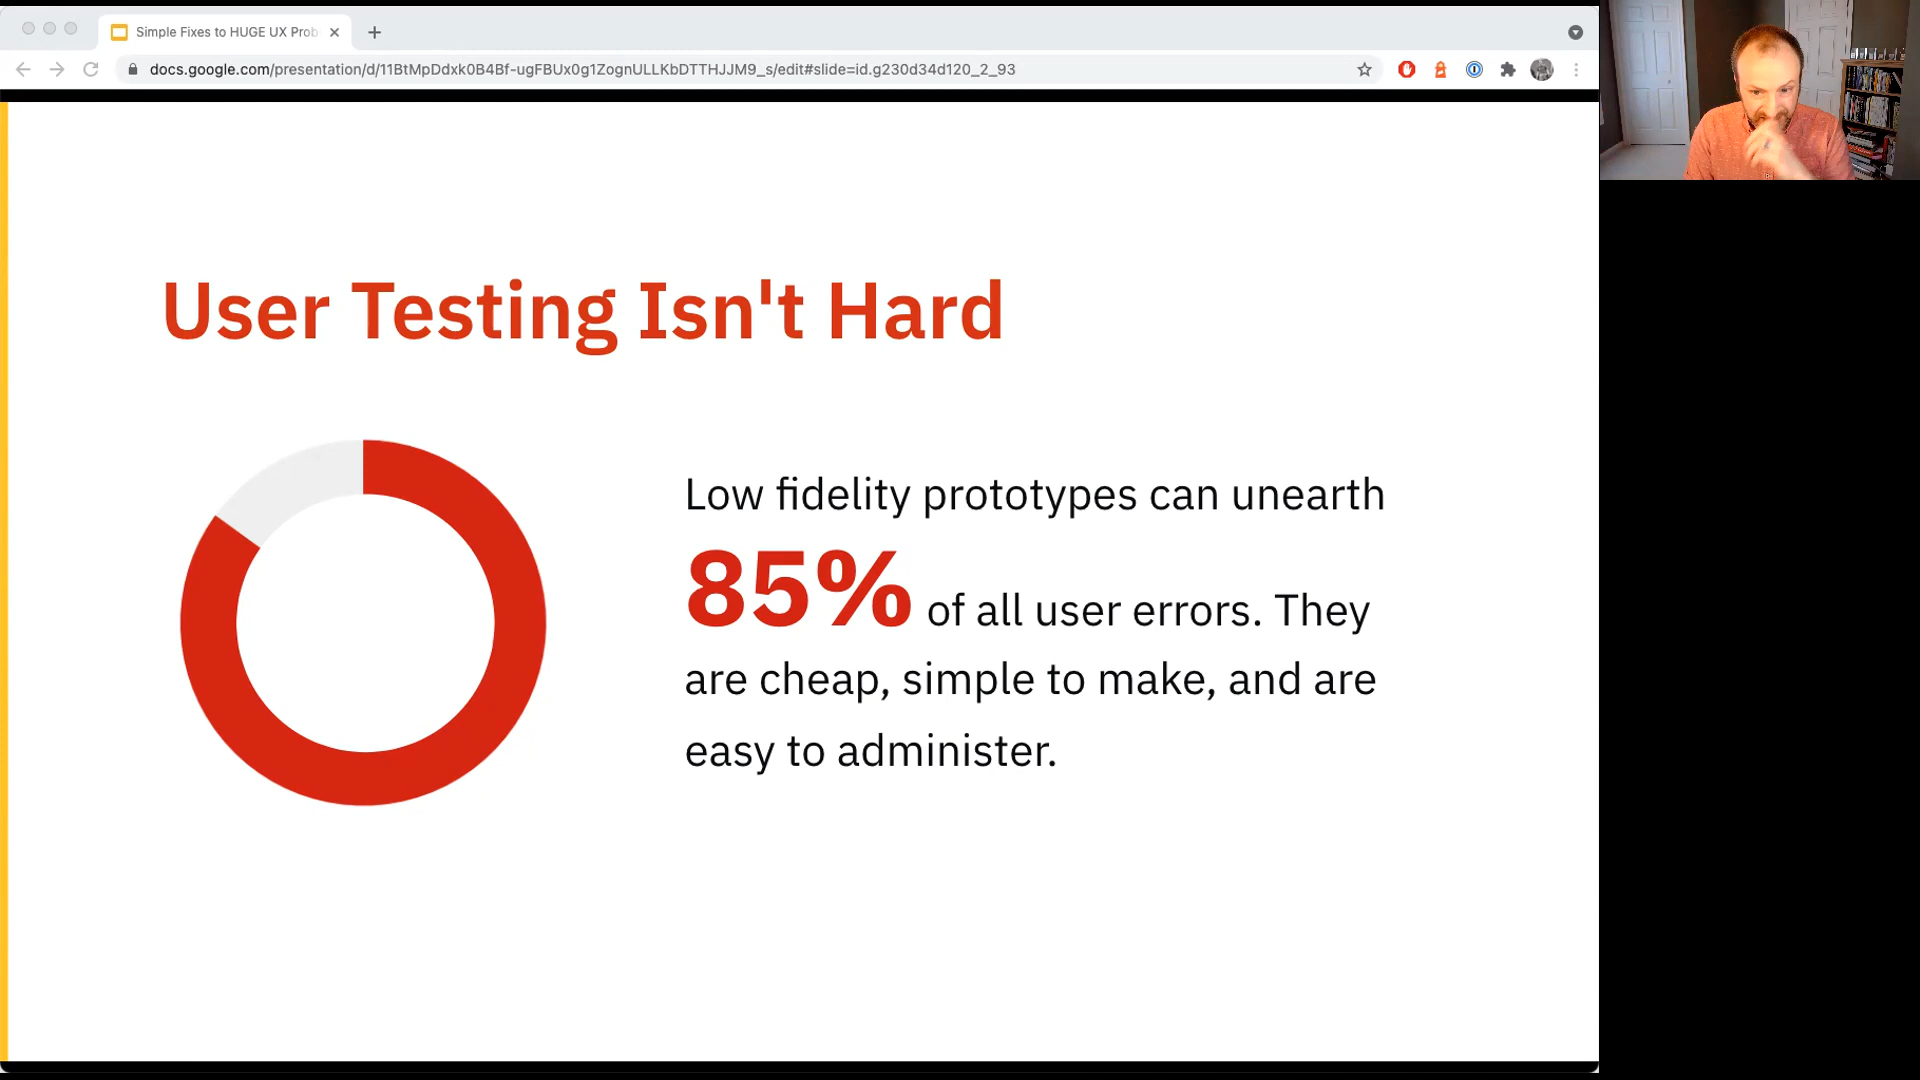 Simple Fixes to HUGE UX Prob
docs.google.com/presentation/d/11BtMpDdxk0B4Bf-ugFBUx0g1ZognULLKbDTTHJJM9_s/edit#slide=id.g230d34d120_2_93
User Testing Isn't Hard
Low fidelity prototypes can unearth
85% of all user errors. They
are cheap, simple to make, and are
easy to administer.